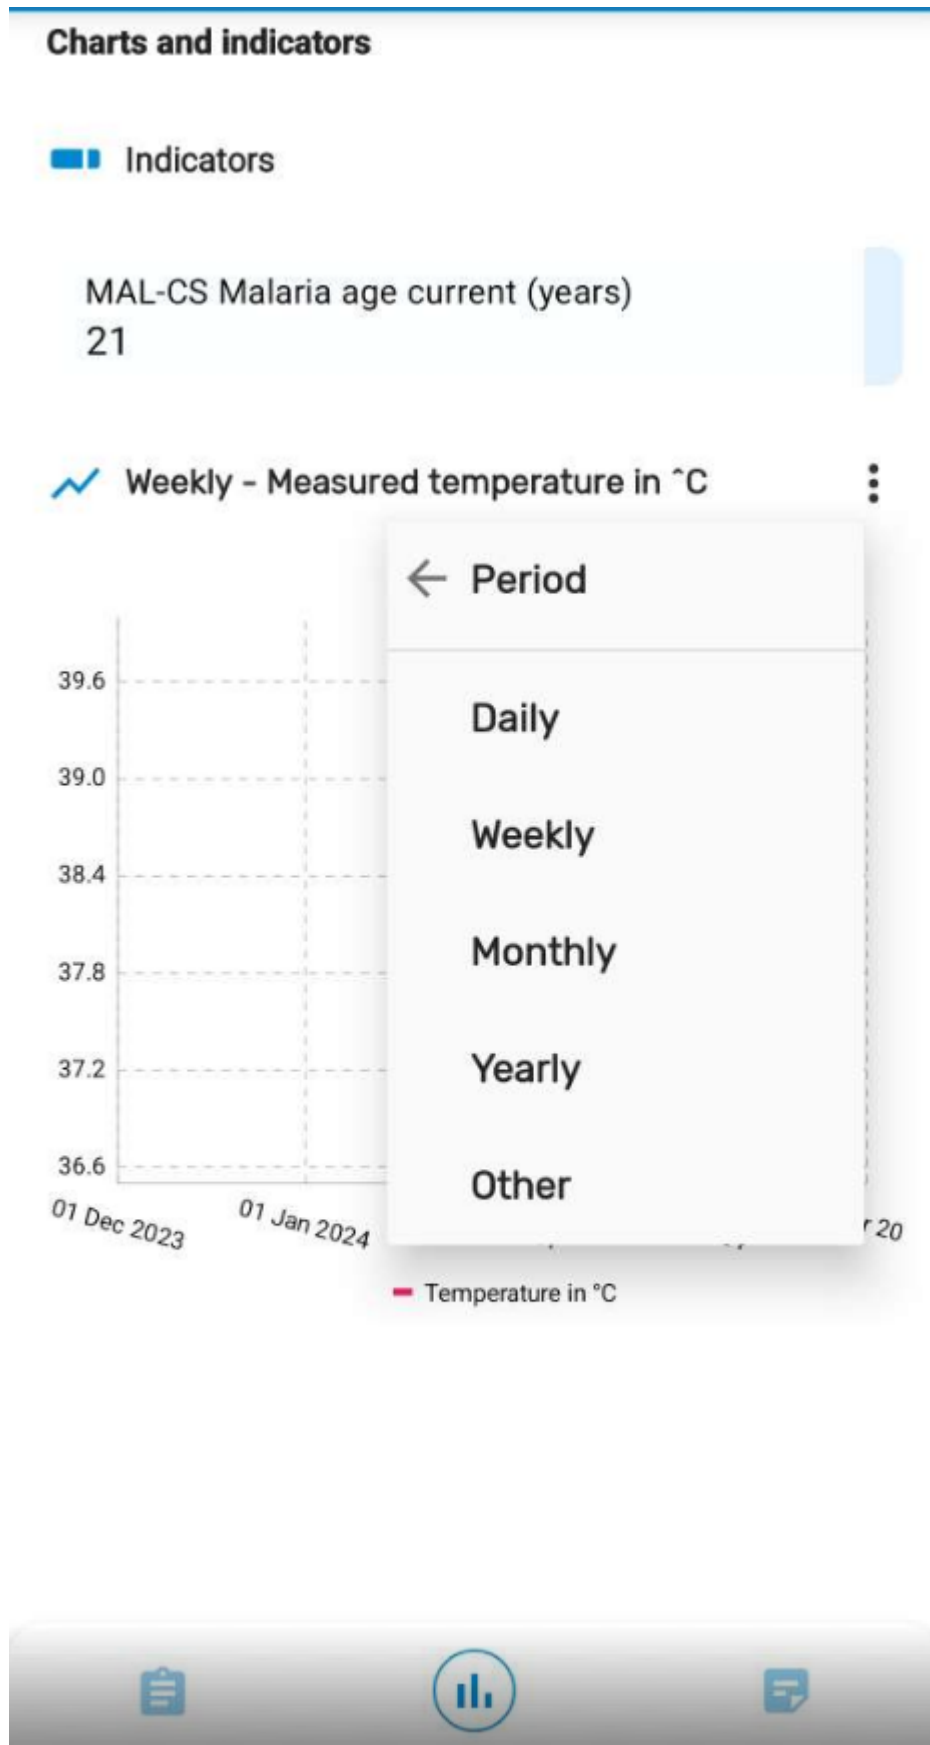 Charts and indicators
Indicators
MAL-CS Malaria age current (years)
21
Weekly - Measured temperature in ˆC
Period
Daily
Weekly
Monthly
Yearly
Other
39.6
39.0
38.4
37.8
37.2
36.6
01 Dec 2023
01 Jan 2024
20
Temperature in °C